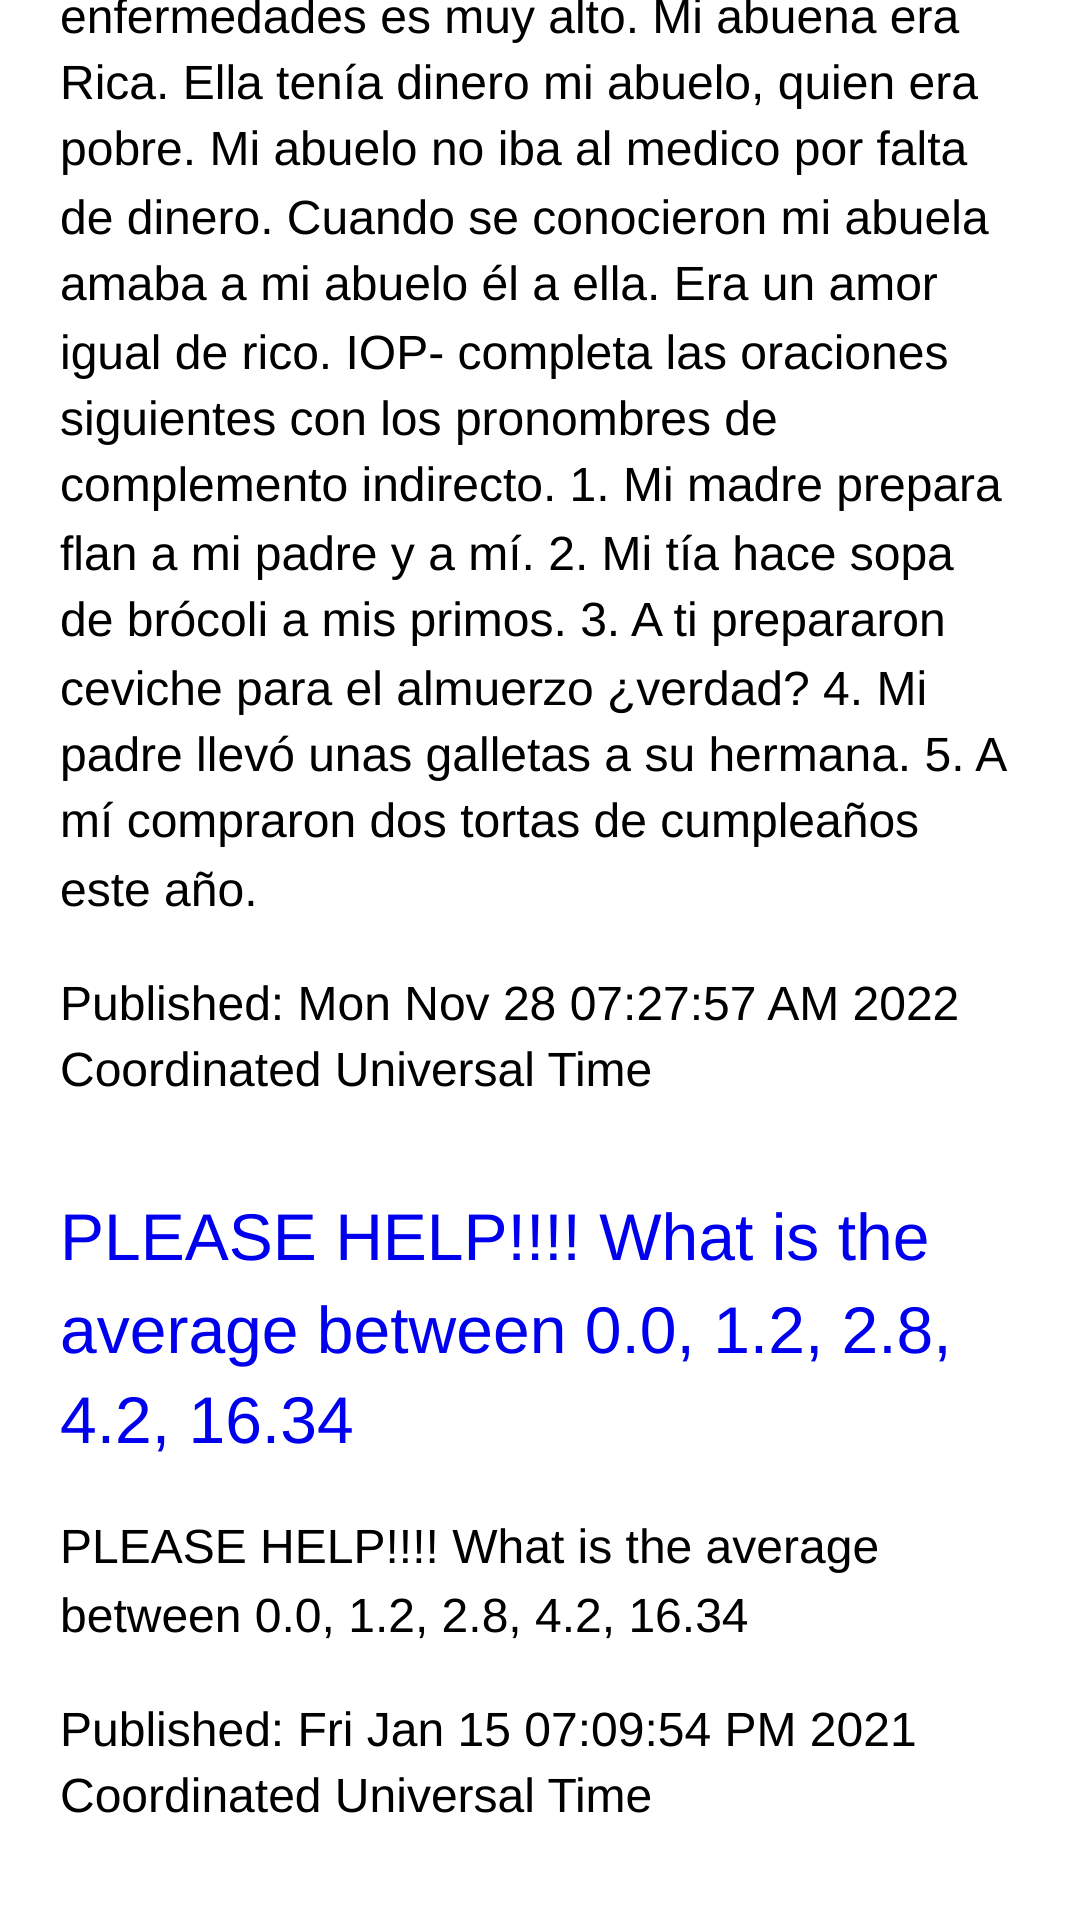 enfermedades es muy alto. Mi abuena era
Rica. Ella tenía dinero mi abuelo, quien era
pobre. Mi abuelo no iba al medico por falta
de dinero. Cuando se conocieron mi abuela
amaba a mi abuelo él a ella. Era un amor
igual de rico. IOP- completa las oraciones
siguientes con los pronombres de
complemento indirecto. 1. Mi madre prepara
flan a mi padre y a mí. 2. Mi tía hace sopa
de brócoli a mis primos. 3. A ti prepararon
ceviche para el almuerzo ¿verdad? 4. Mi
padre llevó unas galletas a su hermana. 5. A
mí compraron dos tortas de cumpleaños
este año.
Published: Mon Nov 28 07:27:57 AM 2022
Coordinated Universal Time
PLEASE HELP!!!! What is the
average between 0.0, 1.2, 2.8,
4.2, 16.34
PLEASE HELP!!!! What is the average
between 0.0, 1.2, 2.8, 4.2, 16.34
Published: Fri Jan 15 07:09:54 PM 2021
Coordinated Universal Time